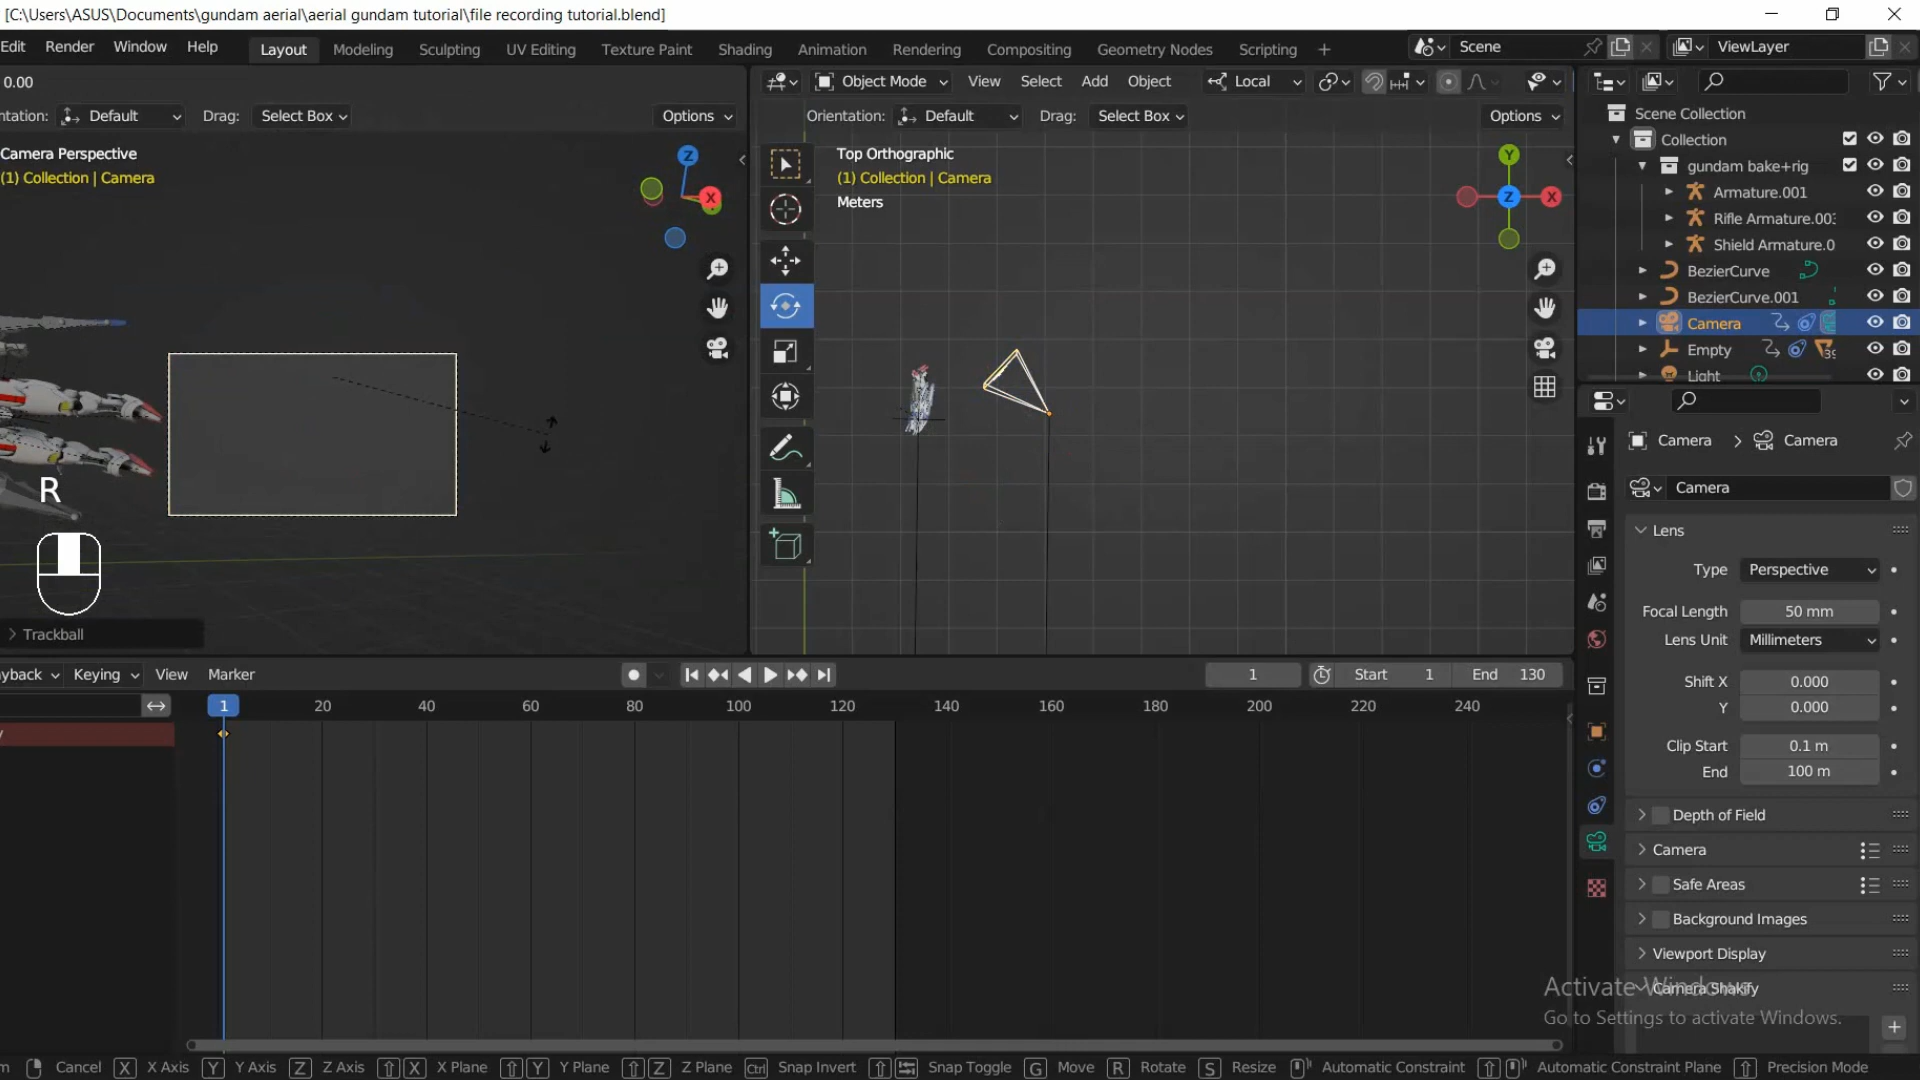 [C:\Users\ASUS\Documents\gundam aerial\aerial gundam tutorial\file recording tutorial.blend]
Edit Render Window Help Layout Modeling Sculpting UV Editing Texture Paint Shading Animation Rendering Compositing Geometry Nodes Scripting + Scene ViewLayer
0.00 Object Mode View Select Add Object Local
ntation: Default Drag: Select Box Options Orientation: Default Drag: Select Box Options
Scene Collection
Collection
gundam bake+rig
Armature.001
Rifle Armature.00
Shield Armature.0
BezierCurve
BezierCurve.001
Camera
Empty
Light
Camera Perspective
(1) Collection | Camera
Z
X
Top Orthographic
(1) Collection | Camera
Meters
Y
Z X
R
Trackball
Camera > Camera
Camera
Lens
Type Perspective
Focal Length 50 mm
Lens Unit Millimeters
Shift X 0.000
Y 0.000
Clip Start 0.1 m
End 100 m
Depth of Field
Camera
Safe Areas
Background Images
Viewport Display
Camera Shakify
yback Keying View Marker 1 Start 1 End 130
1 20 40 60 80 100 120 140 160 180 200 220 240
Activate Windows
Go to Settings to activate Windows.
m Cancel X X Axis Y Y Axis Z Z Axis X X Plane Y Y Plane Z Z Plane Ctrl Snap Invert Snap Toggle G Move R Rotate S Resize Automatic Constraint Automatic Constraint Plane Precision Mode